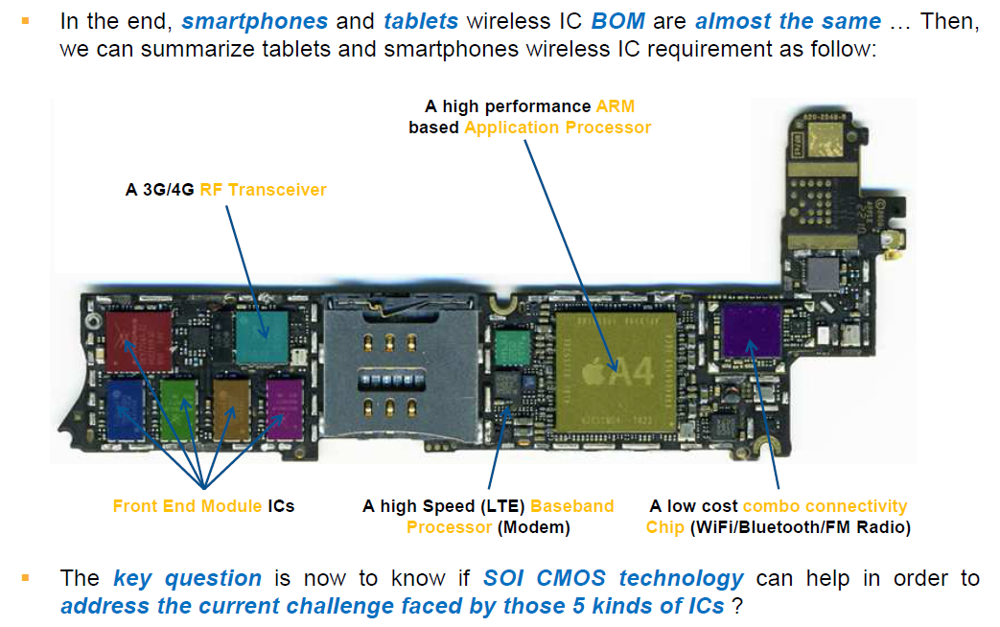 In the end, smartphones and tablets wireless IC BOM are almost the same … Then,
we can summarize tablets and smartphones wireless IC requirement as follow:
A high performance ARM
based Application Processor
A 3G/4G RF Transceiver
A4
Front End Module ICs
A high Speed (LTE) Baseband
Processor (Modem)
A low cost combo connectivity
Chip (WiFi/Bluetooth/FM Radio)
The key question is now to know if SOI CMOS technology can help in order to
address the current challenge faced by those 5 kinds of ICs ?